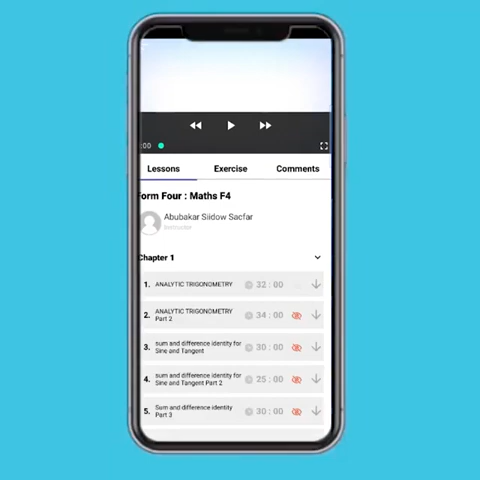 :00
Lessons Exercise Comments
Form Four : Maths F4
Abubakar Siidow Sacfar
Instructor
Chapter 1
1. ANALYTIC TRIGONOMETRY 32 : 00
2. ANALYTIC TRIGONOMETRY 34 : 00
Part 2
3. sum and difference identity for 30 : 00
Sine and Tangent
4. sum and difference identity for 25 : 00
Sine and Tangent Part 2
5. Sum and difference identity 30 : 00
Part 3